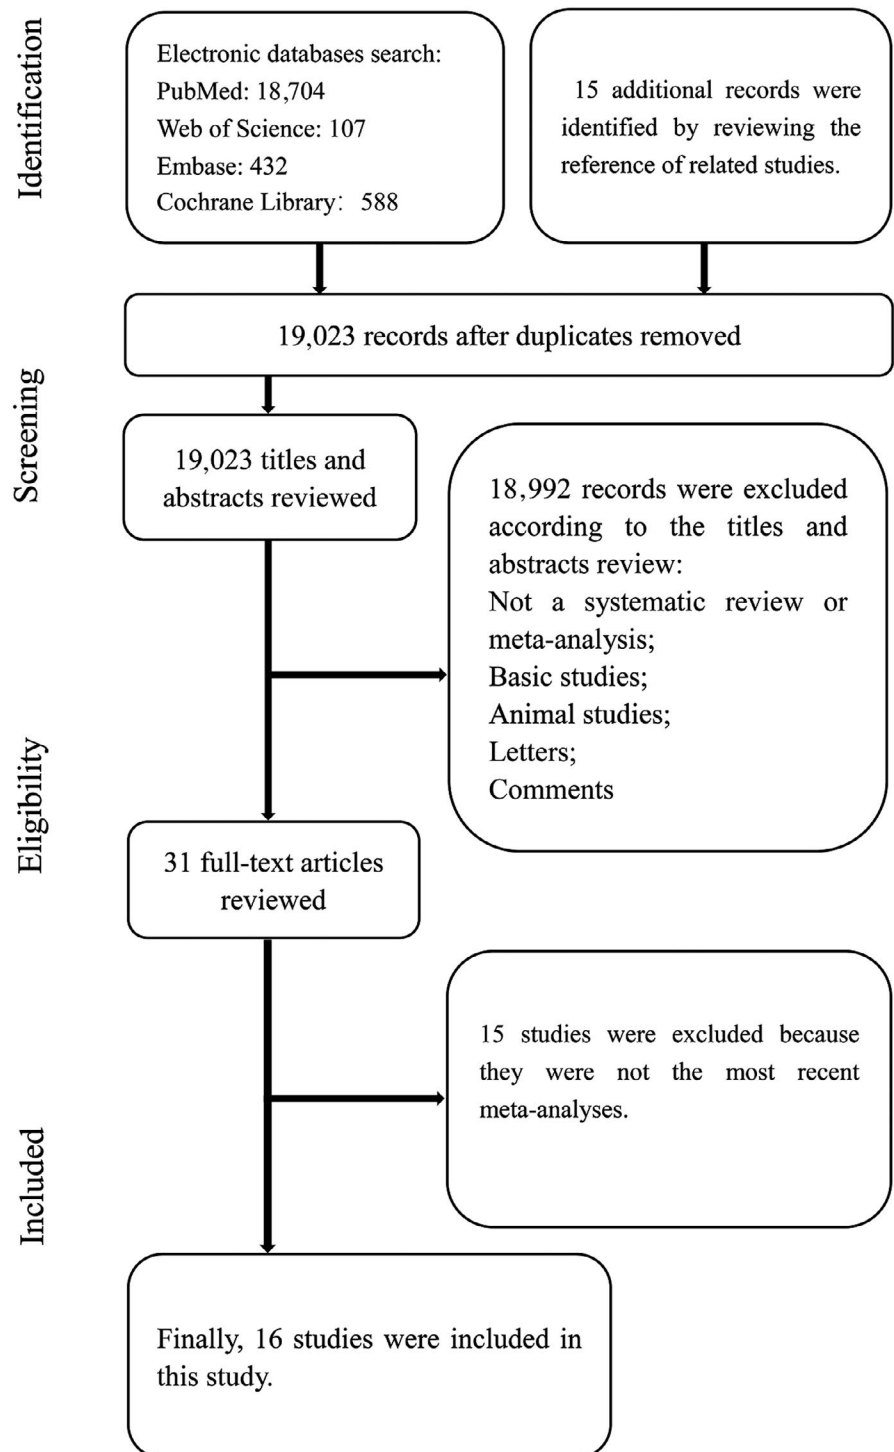 Identification
Electronic databases search:
PubMed: 18,704
Web of Science: 107
Embase: 432
Cochrane Library： 588
15 additional records were
identified by reviewing the
reference of related studies.
19,023 records after duplicates removed
Screening
19,023 titles and
abstracts reviewed
18,992 records were excluded
according to the titles and
abstracts review:
Not a systematic review or
meta-analysis;
Basic studies;
Animal studies;
Letters;
Comments
Eligibility
31 full-text articles
reviewed
15 studies were excluded because
they were not the most recent
meta-analyses.
Included
Finally, 16 studies were included in
this study.